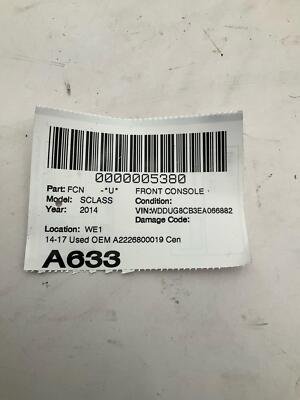 0000005380
Part: FCN -*U* FRONT CONSOLE -
Model: SCLASS Condition:
Year: 2014 VIN:WDDUG8CB3EA066882
Damage Code:
Location: WE1
14-17 Used OEM A2226800019 Cen
A633